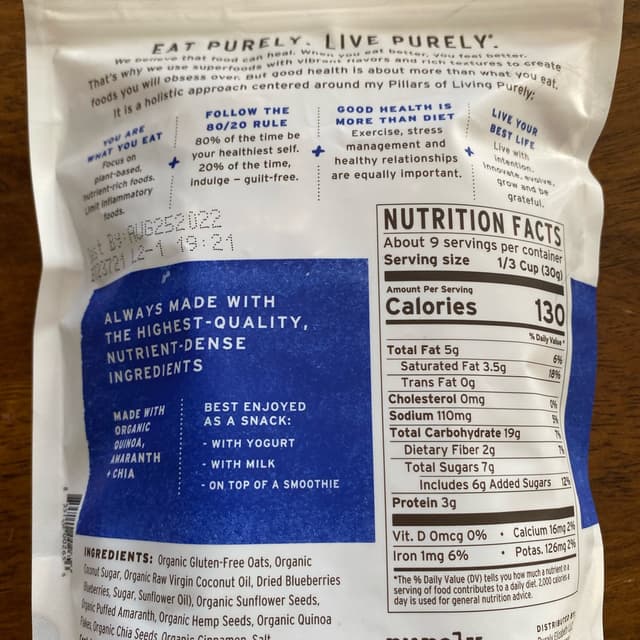 EAT PURELY. LIVE PURELY.
We believe that food can heal. When you eat better, you feel better.
That's why we use superfoods with vibrant flavors and rich textures to create
foods you will obsess over. But good health is about more than what you eat.
It is a holistic approach centered around my Pillars of Living Purely:
YOU ARE
WHAT YOU EAT
Focus on
plant-based,
nutrient-rich foods.
Limit inflammatory
foods.
+
FOLLOW THE
80/20 RULE
80% of the time be
your healthiest self.
20% of the time,
indulge – guilt-free.
+
GOOD HEALTH IS
MORE THAN DIET
Exercise, stress
management and
healthy relationships
are equally important.
+
LIVE YOUR
BEST LIFE
Live with
intention.
Innovate, evolve,
grow and be
grateful.
By: AUG252022
L2-1 19:21
ALWAYS MADE WITH
THE HIGHEST-QUALITY,
NUTRIENT-DENSE
INGREDIENTS
MADE WITH
ORGANIC
QUINOA,
AMARANTH
+ CHIA
BEST ENJOYED
AS A SNACK:
- WITH YOGURT
- WITH MILK
- ON TOP OF A SMOOTHIE
NUTRITION FACTS
About 9 servings per container
Serving size 1/3 Cup (30g)
Amount Per Serving
Calories 130
% Daily Value*
Total Fat 5g 6%
Saturated Fat 3.5g 18%
Trans Fat 0g
Cholesterol 0mg 0%
Sodium 110mg 5%
Total Carbohydrate 19g 7%
Dietary Fiber 2g 7%
Total Sugars 7g
Includes 6g Added Sugars 12%
Protein 3g
Vit. D 0mcg 0% • Calcium 16mg 2%
Iron 1mg 6% • Potas. 126mg 2%
*The % Daily Value (DV) tells you how much a nutrient in a
serving of food contributes to a daily diet. 2,000 calories a
day is used for general nutrition advice.
INGREDIENTS: Organic Gluten-Free Oats, Organic
Coconut Sugar, Organic Raw Virgin Coconut Oil, Dried Blueberries
(Blueberries, Sugar, Sunflower Oil), Organic Sunflower Seeds,
Organic Puffed Amaranth, Organic Hemp Seeds, Organic Quinoa
Flakes, Organic Chia Seeds, Organic Cinnamon, Salt
DISTRIBUTED BY
purely